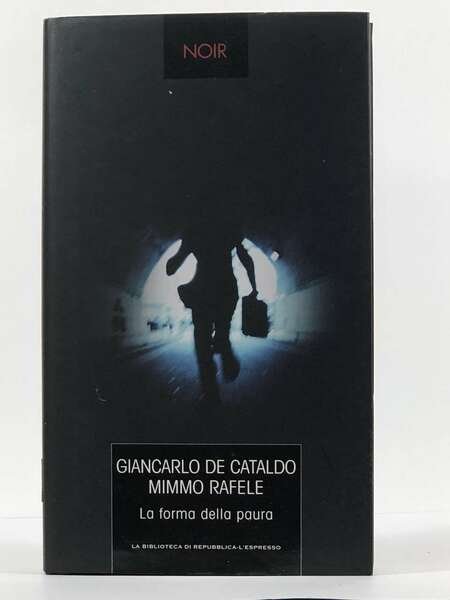 NOIR
GIANCARLO DE CATALDO
MIMMO RAFELE
La forma della paura
LA BIBLIOTECA DI REPUBBLICA-L'ESPRESSO